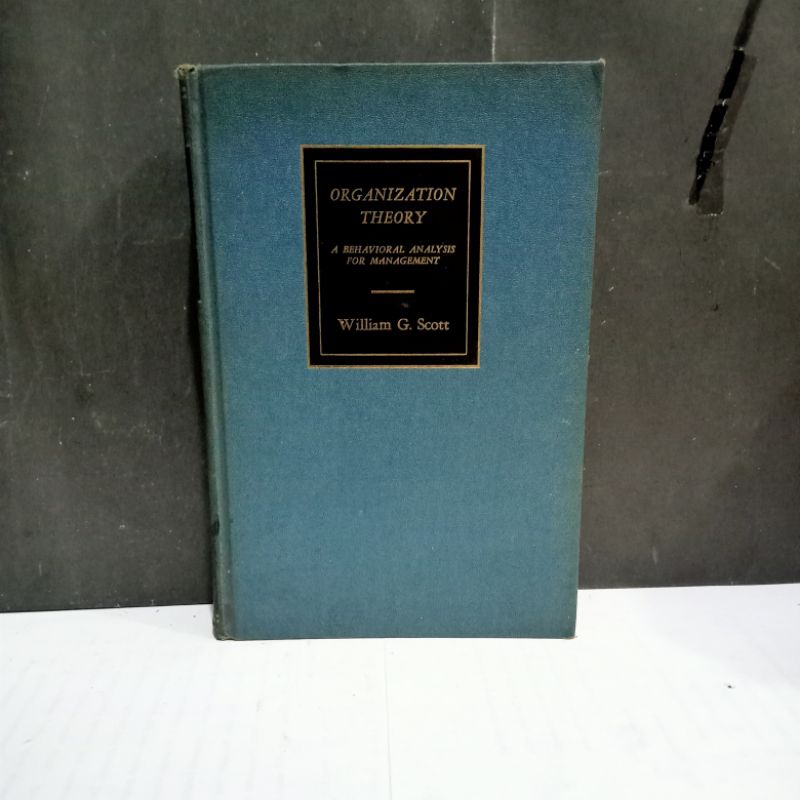 ORGANIZATION
THEORY
A BEHAVIORAL ANALYSIS
FOR MANAGEMENT
William G. Scott